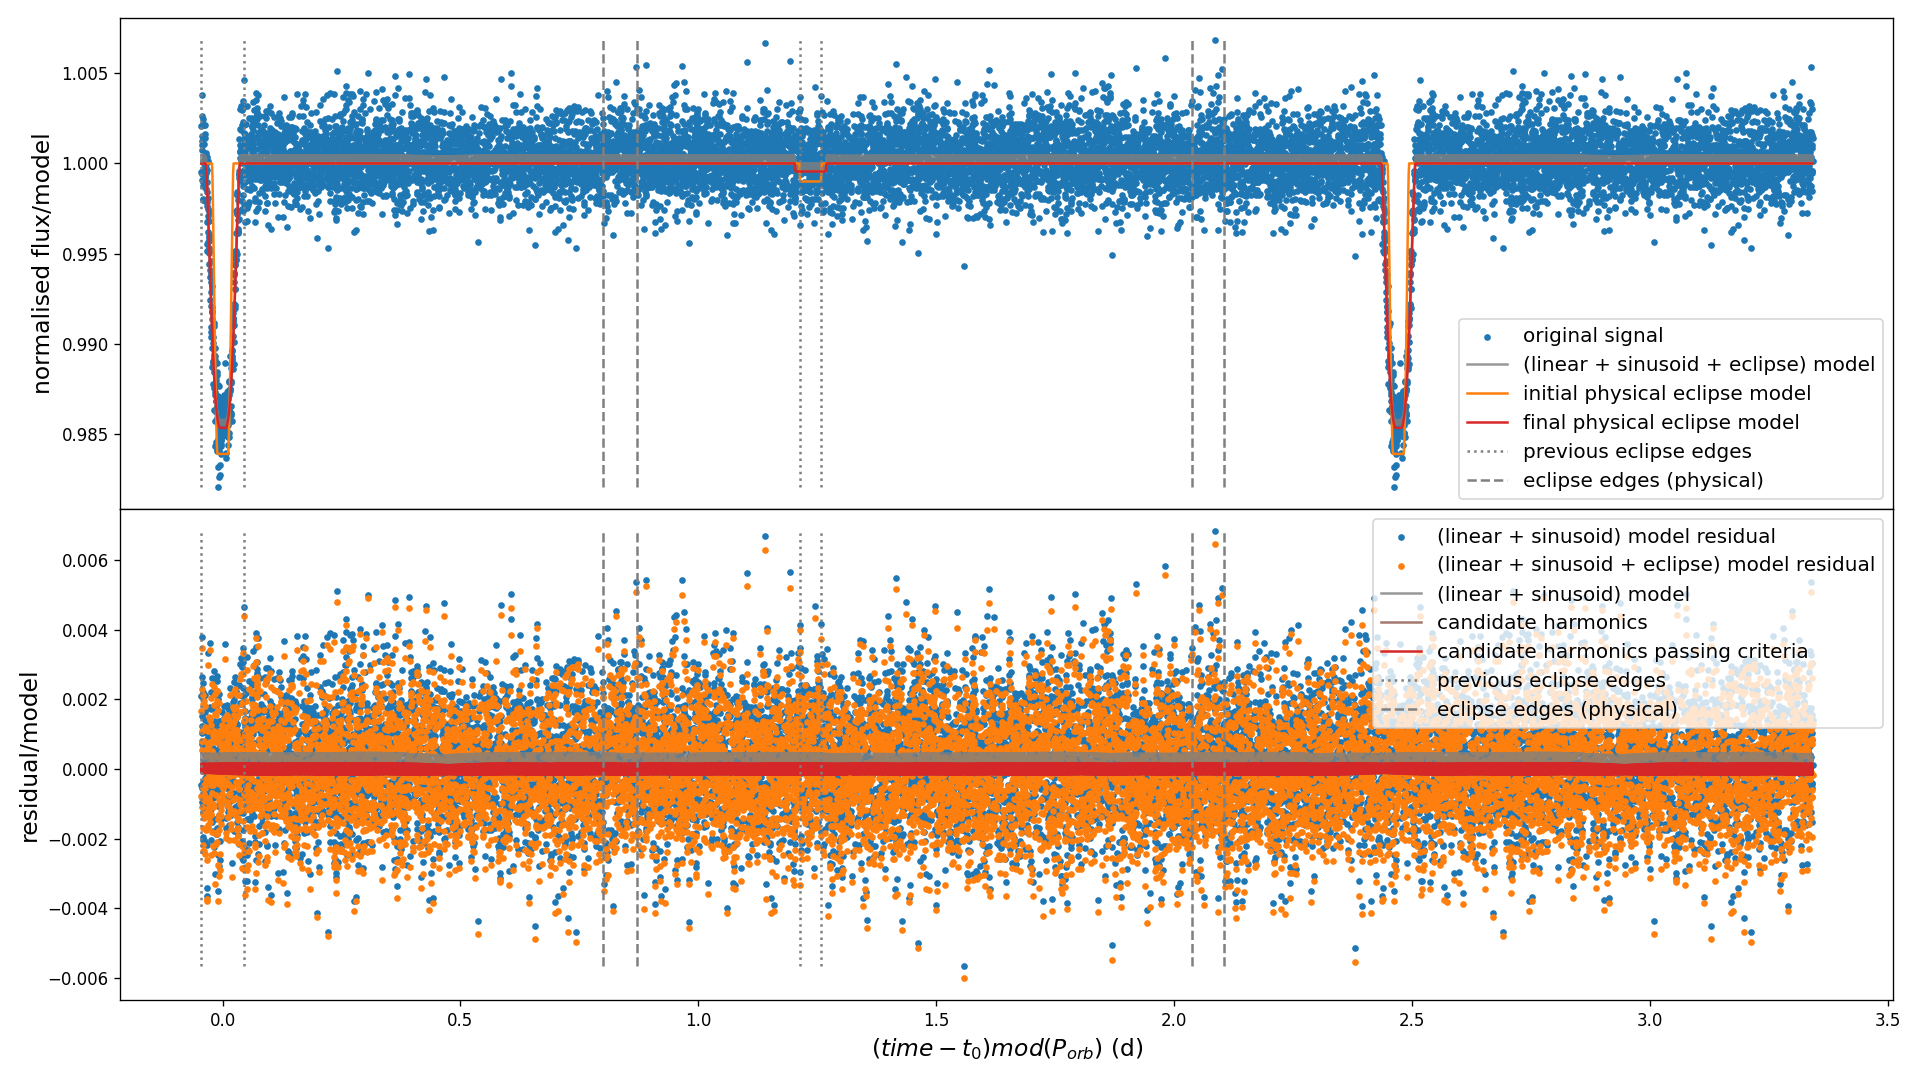 normalised flux/model
1.005
1.000
0.995
0.990
0.985
original signal
(linear + sinusoid + eclipse) model
initial physical eclipse model
final physical eclipse model
previous eclipse edges
eclipse edges (physical)
residual/model
0.006
0.004
0.002
0.000
−0.002
−0.004
−0.006
(linear + sinusoid) model residual
(linear + sinusoid + eclipse) model residual
(linear + sinusoid) model
candidate harmonics
candidate harmonics passing criteria
previous eclipse edges
eclipse edges (physical)
0.0 0.5 1.0 1.5 2.0 2.5 3.0 3.5
(time − t₀)mod(Pₒᵣb) (d)